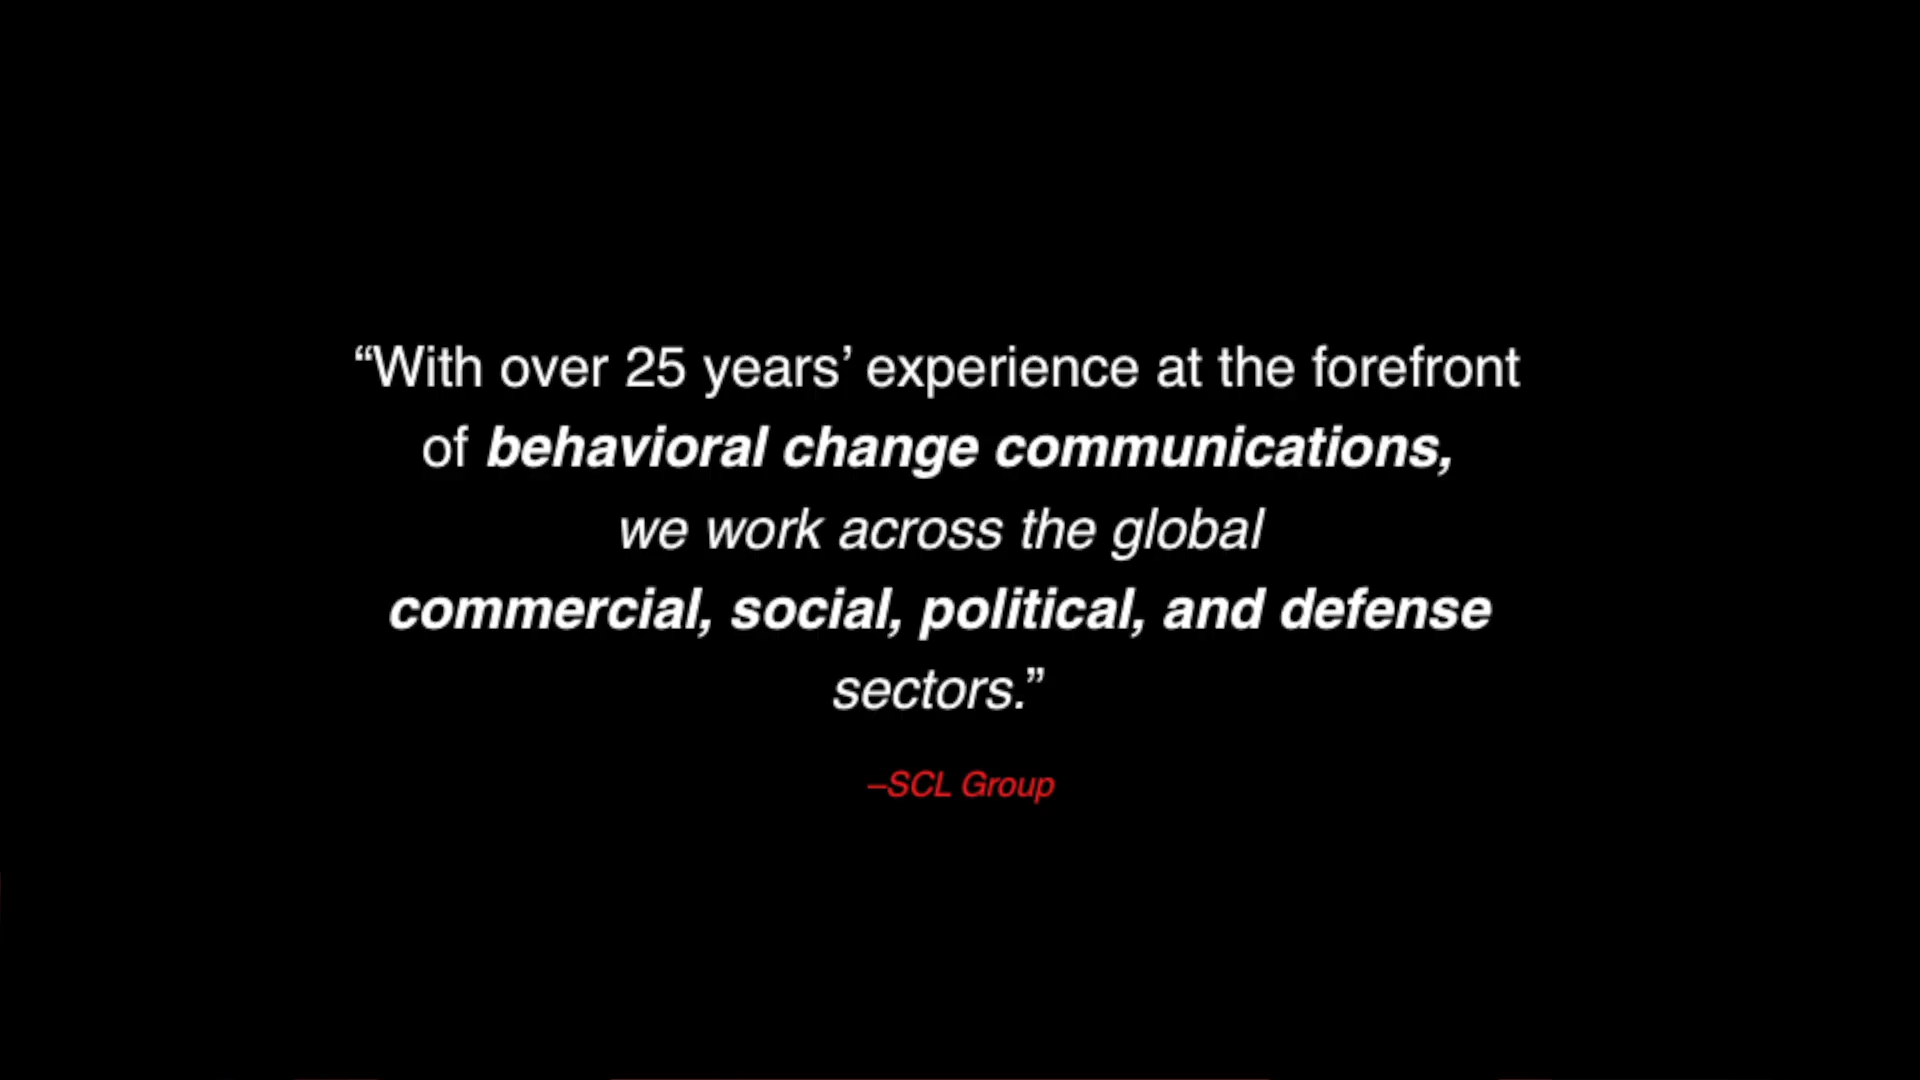 “With over 25 years’ experience at the forefront
of behavioral change communications,
we work across the global
commercial, social, political, and defense
sectors.”
–SCL Group